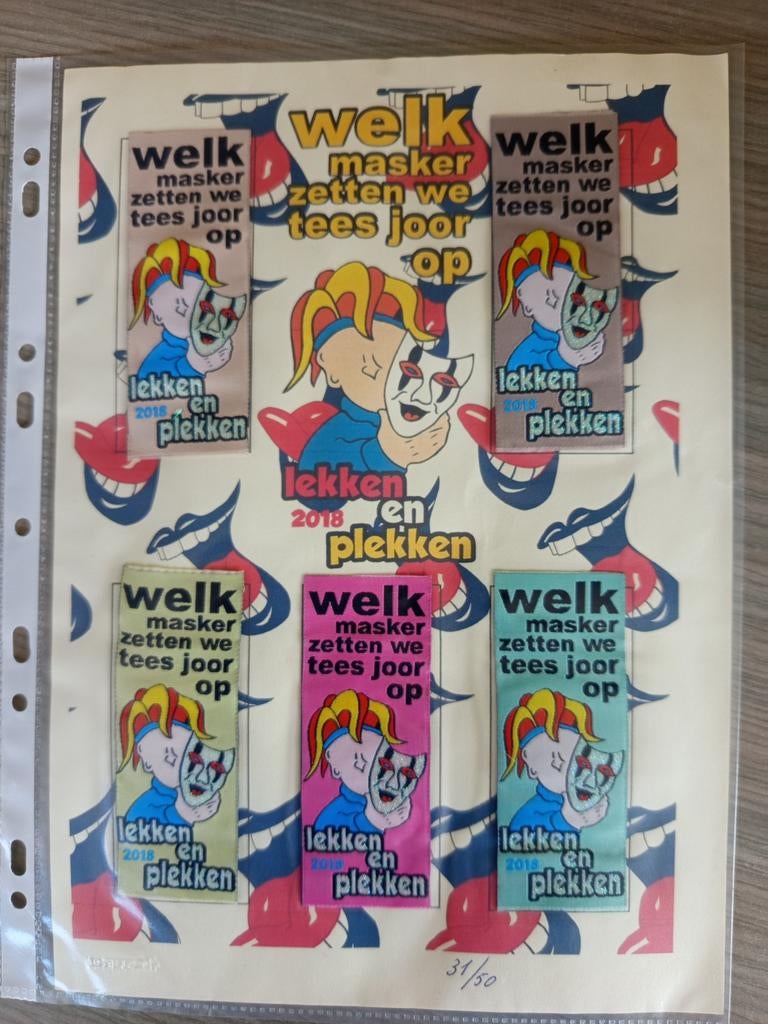 welk
masker
zetten we
tees joor
op
lekken
2018 en
plekken
welk
masker
zetten we
tees joor
op
lekken
2018 en
plekken
welk
masker
zetten we
tees joor
op
lekken
2018 en
plekken
welk
masker
zetten we
tees joor
op
lekken
2018 en
plekken
welk
masker
zetten we
tees joor
op
lekken
2018 en
plekken
welk
masker
zetten we
tees joor
op
lekken
2018 en
plekken
31/50